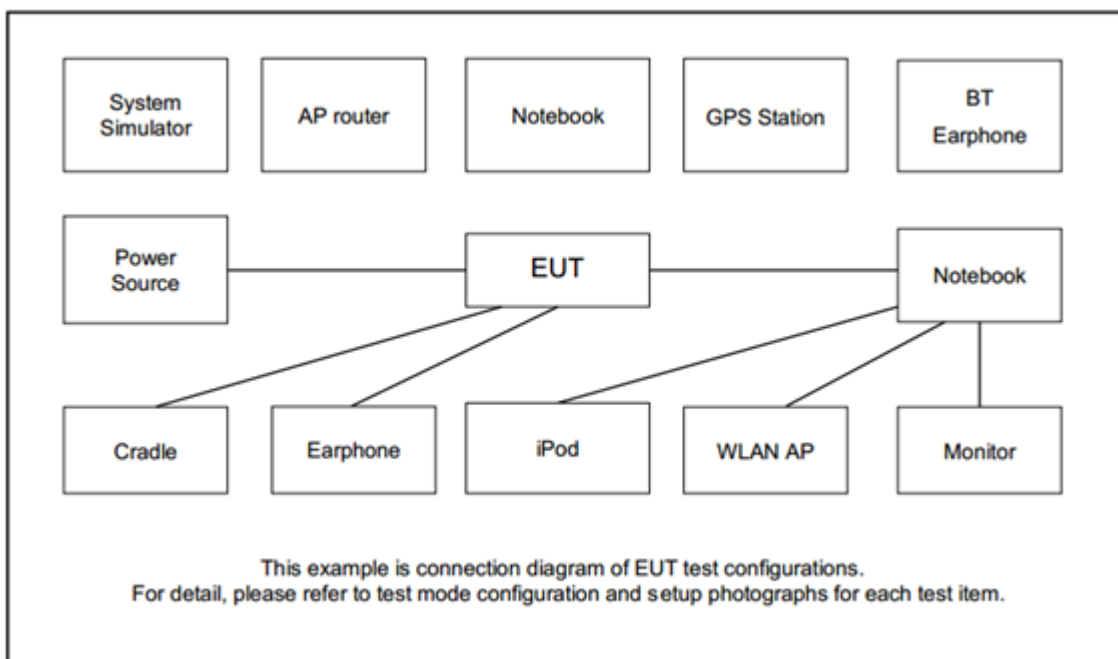 System
Simulator
AP router
Notebook
GPS Station
BT
Earphone
Power
Source
EUT
Notebook
Cradle
Earphone
iPod
WLAN AP
Monitor
This example is connection diagram of EUT test configurations.
For detail, please refer to test mode configuration and setup photographs for each test item.